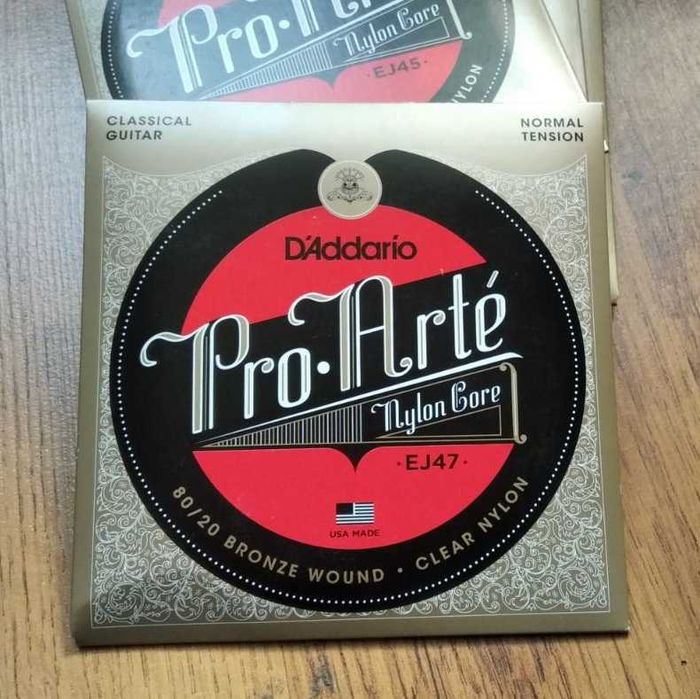 Pro·Arté
Nylon Core
·EJ45·
NYLON
CLASSICAL
GUITAR
NORMAL
TENSION
D'Addario
Pro·Arté
Nylon Core
·EJ47·
USA MADE
80/20 BRONZE WOUND · CLEAR NYLON